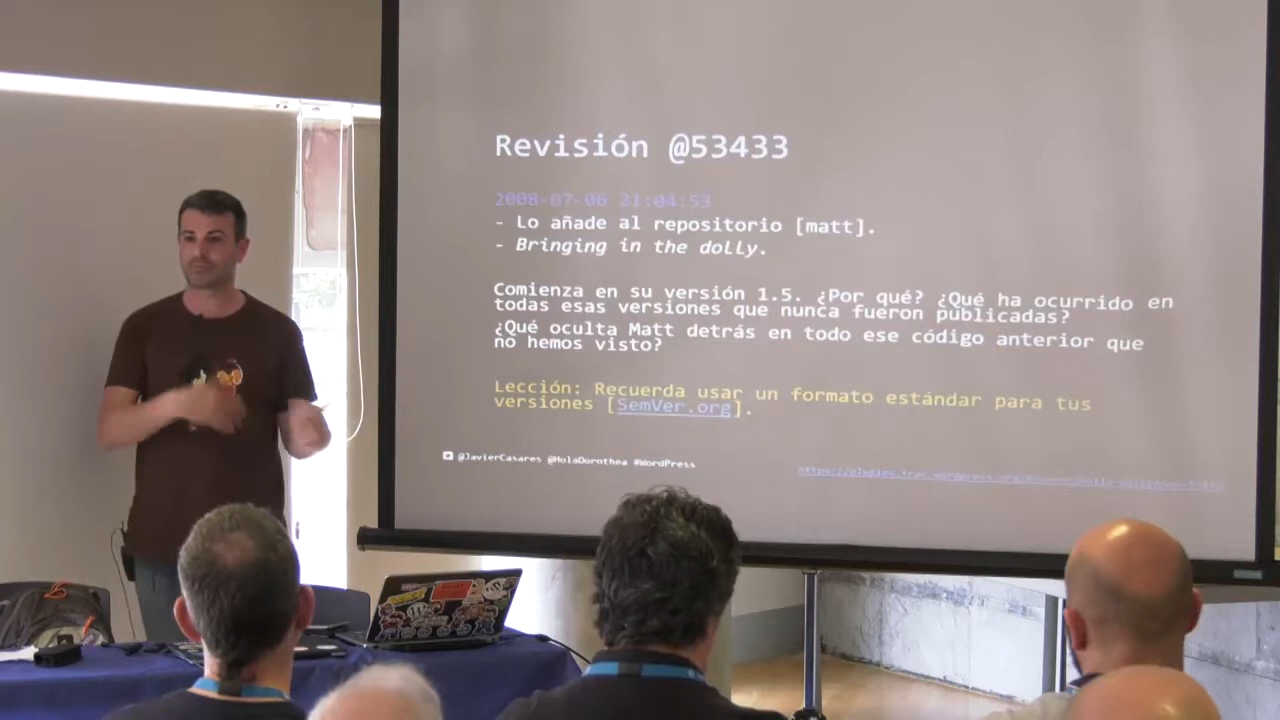 Revisión @53433
2008-07-06 21:04:53
- Lo añade al repositorio [matt].
- Bringing in the dolly.
Comienza en su versión 1.5. ¿Por qué? ¿Qué ha ocurrido en
todas esas versiones que nunca fueron publicadas?
¿Qué oculta Matt detrás en todo ese código anterior que
no hemos visto?
Lección: Recuerda usar un formato estándar para tus
versiones [SemVer.org].
@JavierCasares @HolaDornthea #WordPress